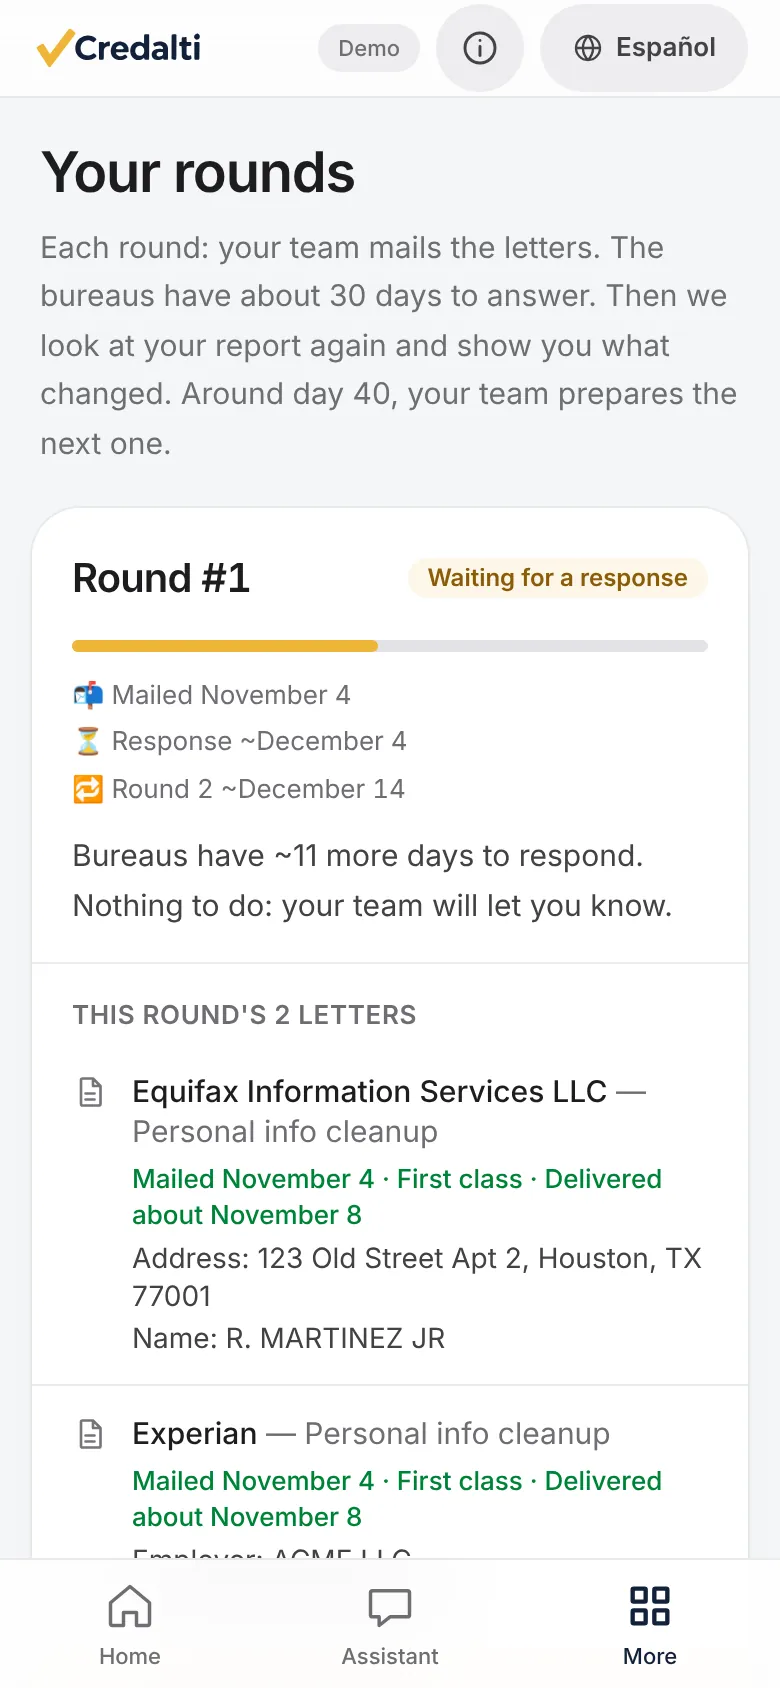 Credalti
Demo
Español
Your rounds
Each round: your team mails the letters. The
bureaus have about 30 days to answer. Then we
look at your report again and show you what
changed. Around day 40, your team prepares the
next one.
Round #1
Waiting for a response
Mailed November 4
Response ~December 4
Round 2 ~December 14
Bureaus have ~11 more days to respond.
Nothing to do: your team will let you know.
THIS ROUND'S 2 LETTERS
Equifax Information Services LLC —
Personal info cleanup
Mailed November 4 · First class · Delivered
about November 8
Address: 123 Old Street Apt 2, Houston, TX
77001
Name: R. MARTINEZ JR
Experian — Personal info cleanup
Mailed November 4 · First class · Delivered
about November 8
Employer: ACME LLC
Home
Assistant
More